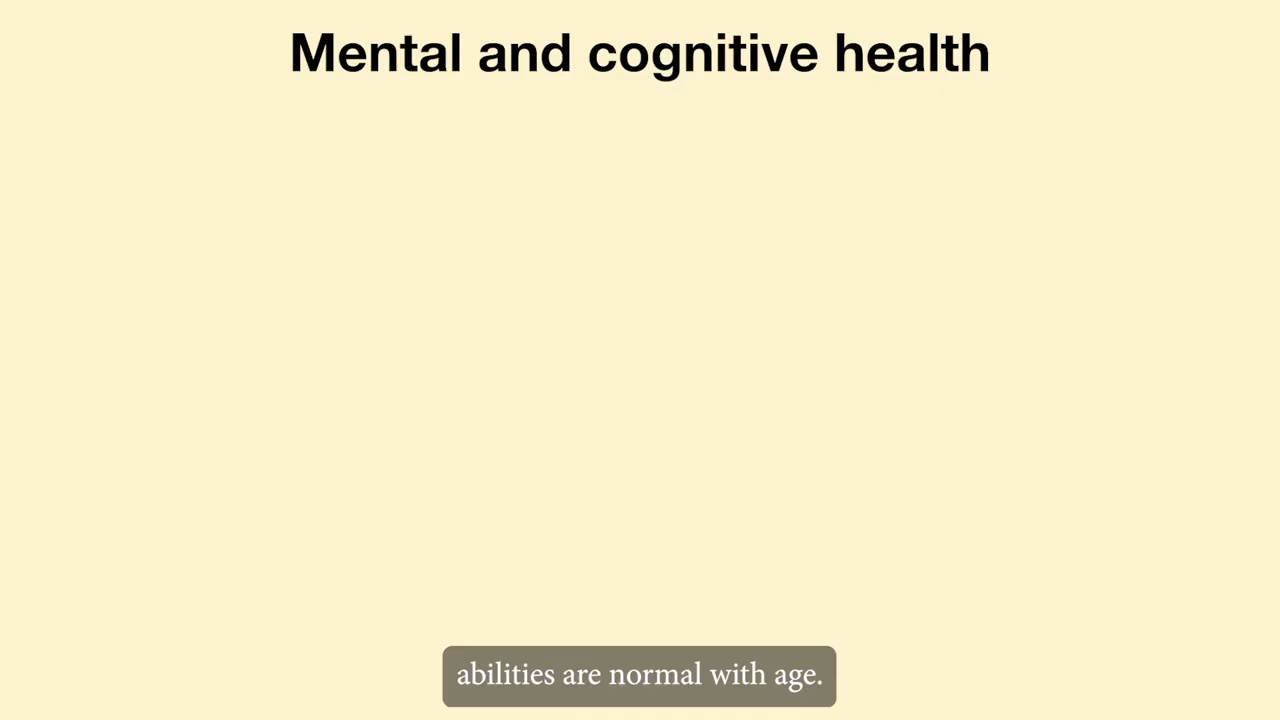 Mental and cognitive health
abilities are normal with age.